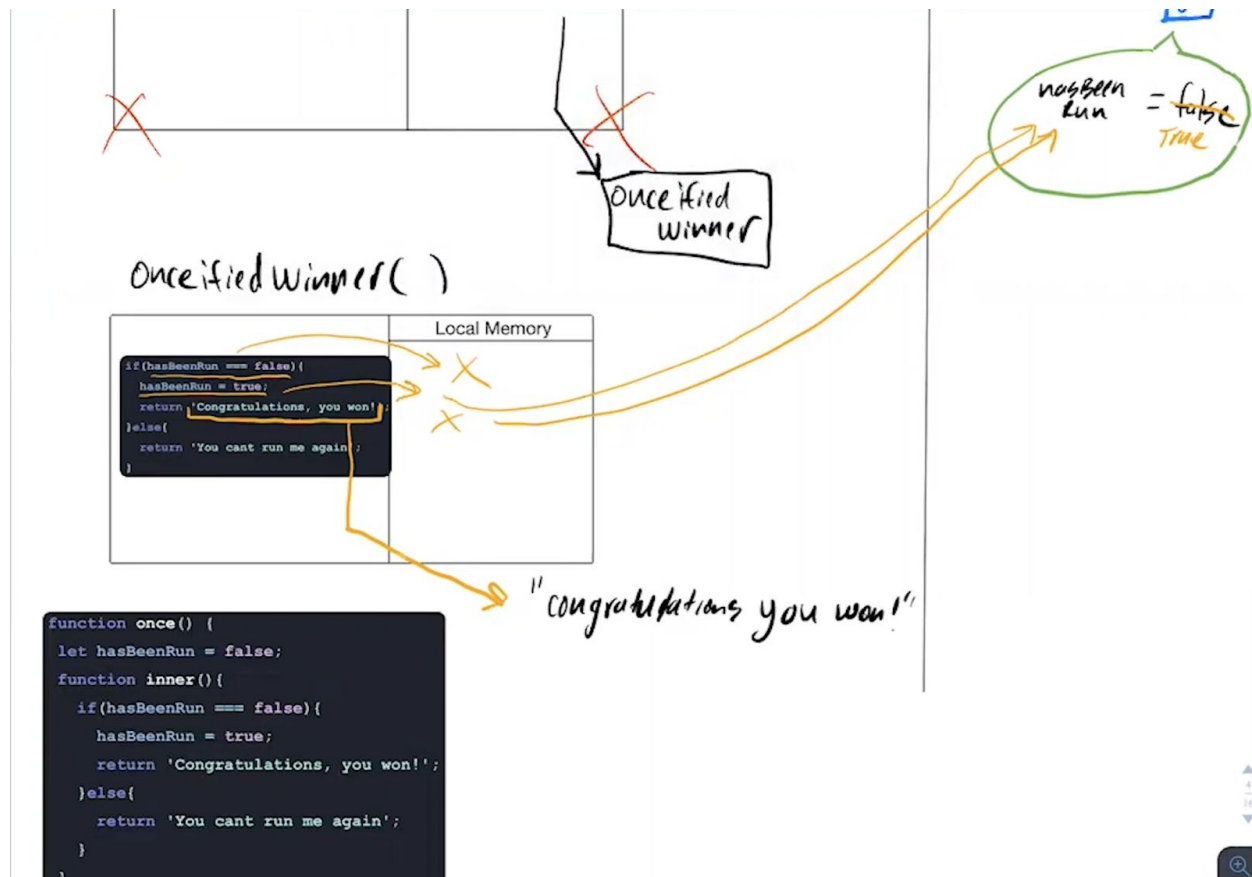 hasBeen
Run
= false
True
Onceified
winner
OnceifiedWinner( )
Local Memory
if(hasBeenRun === false){
hasBeenRun = true;
return 'Congratulations, you won!';
}else{
return 'You cant run me again';
}
"congratulations you won!"
function once() {
let hasBeenRun = false;
function inner(){
if(hasBeenRun === false){
hasBeenRun = true;
return 'Congratulations, you won!';
}else{
return 'You cant run me again';
}
}